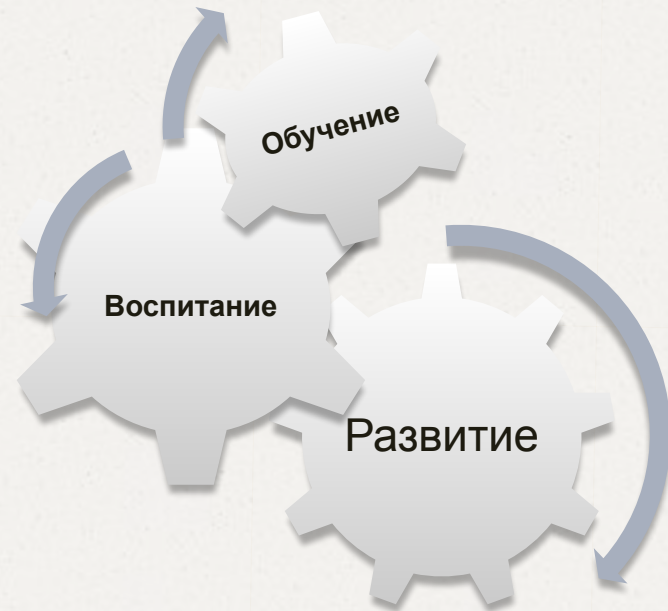 Обучение
Воспитание
Развитие